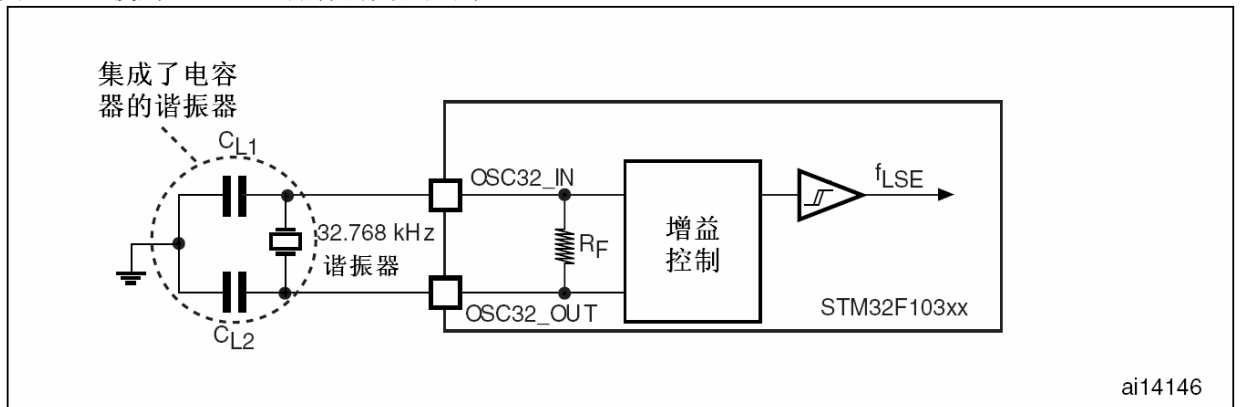 集成了电容
器的谐振器
CL1
OSC32_IN
fLSE
32.768 kHz
谐振器
RF
增益
控制
OSC32_OUT
STM32F103xx
CL2
ai14146